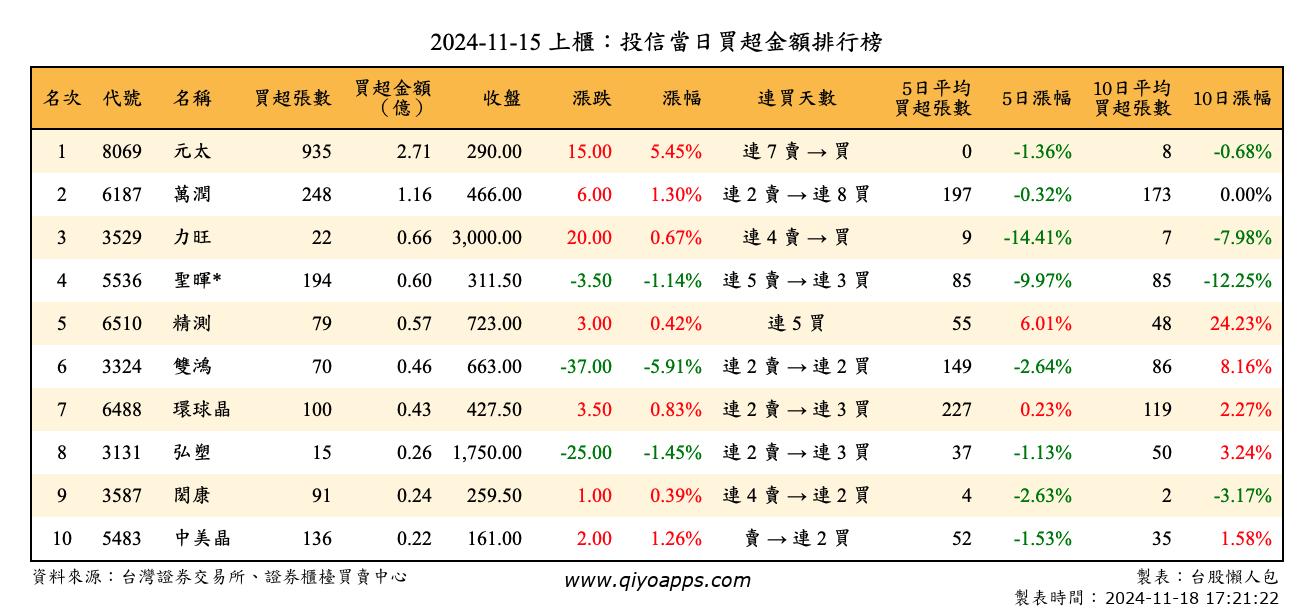 2024-11-15 上櫃：投信當日買超金額排行榜
名次 代號 名稱 買超張數 買超金額（億） 收盤 漲跌 漲幅 連買天數 5日平均買超張數 5日漲幅 10日平均買超張數 10日漲幅
1 8069 元太 935 2.71 290.00 15.00 5.45% 連 7 賣 → 買 0 -1.36% 8 -0.68%
2 6187 萬潤 248 1.16 466.00 6.00 1.30% 連 2 賣 → 連 8 買 197 -0.32% 173 0.00%
3 3529 力旺 22 0.66 3,000.00 20.00 0.67% 連 4 賣 → 買 9 -14.41% 7 -7.98%
4 5536 聖暉* 194 0.60 311.50 -3.50 -1.14% 連 5 賣 → 連 3 買 85 -9.97% 85 -12.25%
5 6510 精測 79 0.57 723.00 3.00 0.42% 連 5 買 55 6.01% 48 24.23%
6 3324 雙鴻 70 0.46 663.00 -37.00 -5.91% 連 2 賣 → 連 2 買 149 -2.64% 86 8.16%
7 6488 環球晶 100 0.43 427.50 3.50 0.83% 連 2 賣 → 連 3 買 227 0.23% 119 2.27%
8 3131 弘塑 15 0.26 1,750.00 -25.00 -1.45% 連 2 賣 → 連 3 買 37 -1.13% 50 3.24%
9 3587 閎康 91 0.24 259.50 1.00 0.39% 連 4 賣 → 連 2 買 4 -2.63% 2 -3.17%
10 5483 中美晶 136 0.22 161.00 2.00 1.26% 賣 → 連 2 買 52 -1.53% 35 1.58%
資料來源：台灣證券交易所、證券櫃檯買賣中心 www.qiyoapps.com 製表：台股懶人包
製表時間：2024-11-18 17:21:22